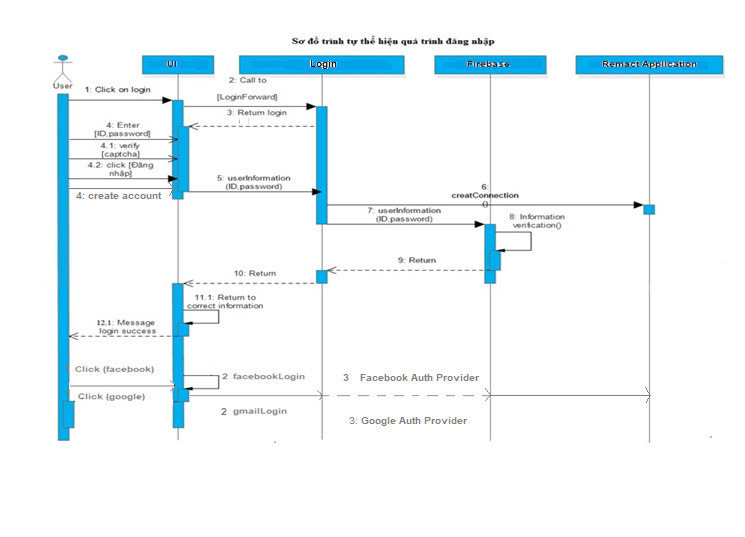 Sơ đồ trình tự thể hiện quá trình đăng nhập
User
UI
Login
Firebase
Remact Application
1: Click on login
2: Call to
[LoginForward]
3: Return login
4: Enter
[ID,password]
4.1: verify
[captcha]
4.2: click [Đăng
nhập]
4: create account
5: userInformation
(ID,password)
6:
creatConnection
()
7: userInformation
(ID,password)
8: Information
verification()
9: Return
10: Return
11.1: Return to
correct information
12.1: Message
login success
Click (facebook)
2 facebookLogin
3 Facebook Auth Provider
Click (google)
2 gmailLogin
3: Google Auth Provider